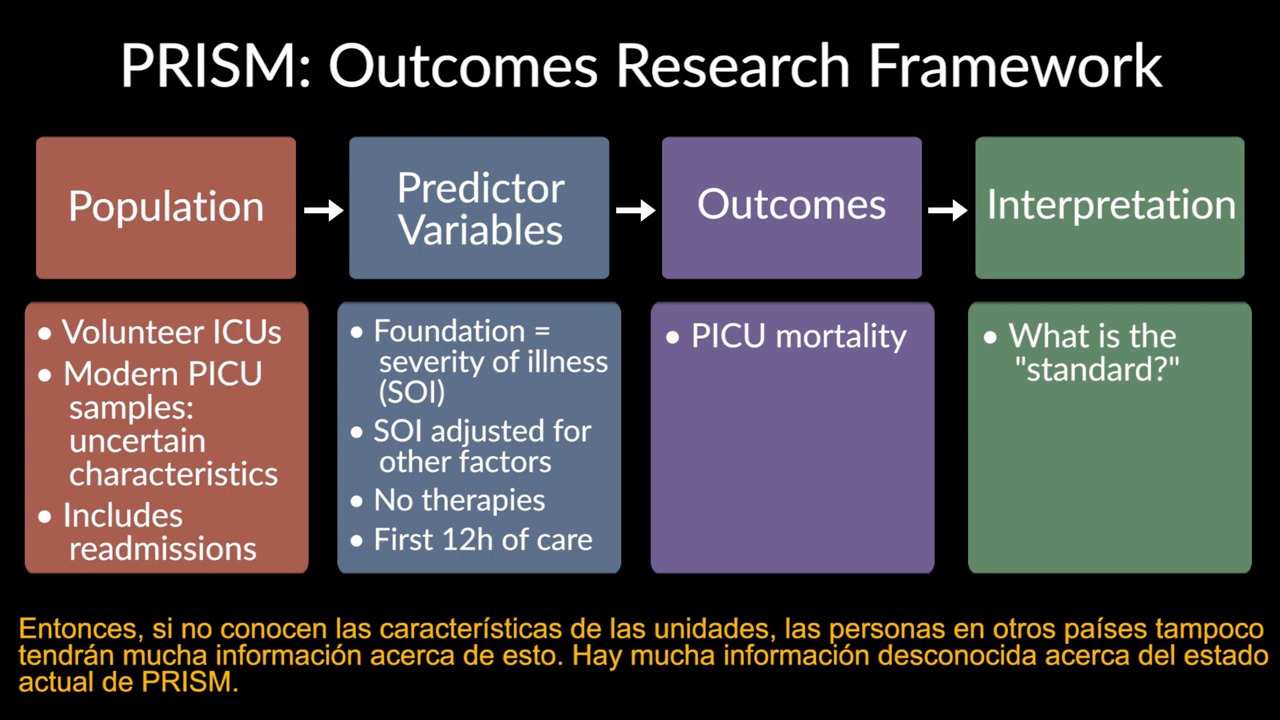 PRISM: Outcomes Research Framework
Population
Predictor
Variables
Outcomes
Interpretation
• Volunteer ICUs
• Modern PICU
samples:
uncertain
characteristics
• Includes
readmissions
• Foundation =
severity of illness
(SOI)
• SOI adjusted for
other factors
• No therapies
• First 12h of care
• PICU mortality
• What is the
"standard?"
Entonces, si no conocen las características de las unidades, las personas en otros países tampoco
tendrán mucha información acerca de esto. Hay mucha información desconocida acerca del estado
actual de PRISM.